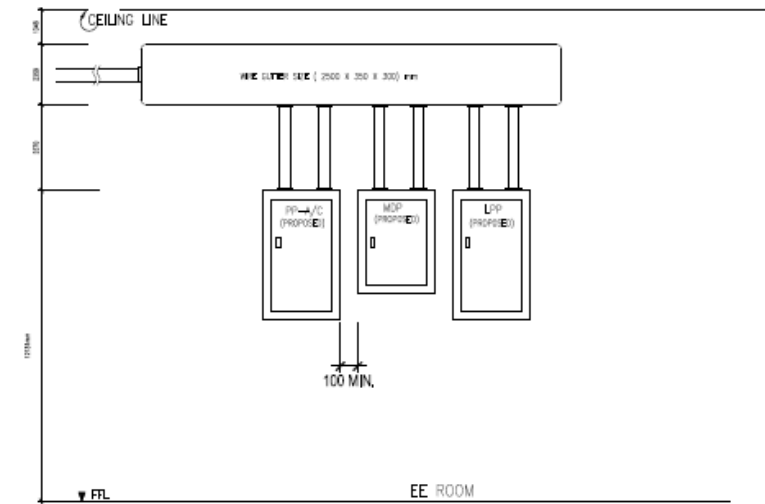 CEILING LINE
WIRE GUTTER SIZE ( 2500 X 350 X 300) mm
PP-A/C
(PROPOSED)
MDP
(PROPOSED)
LPP
(PROPOSED)
100 MIN.
FFL
EE ROOM